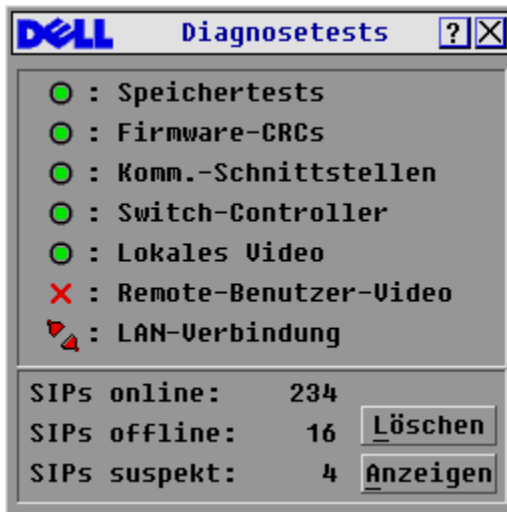 DELL Diagnosetests ? X
: Speichertests
: Firmware-CRCs
: Komm.-Schnittstellen
: Switch-Controller
: Lokales Video
: Remote-Benutzer-Video
: LAN-Verbindung
SIPs online: 234
SIPs offline: 16 Löschen
SIPs suspekt: 4 Anzeigen